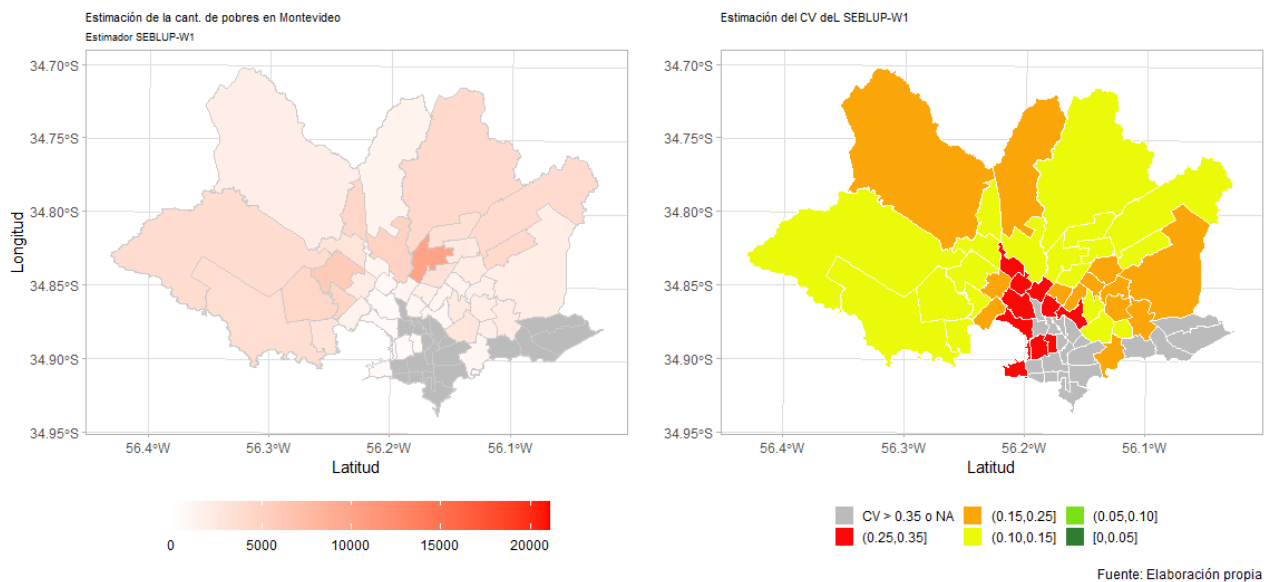 Estimación de la cant. de pobres en Montevideo
Estimador SEBLUP-W1
34.70°S
34.75°S
34.80°S
34.85°S
34.90°S
34.95°S
Longitud
56.4°W
56.3°W
56.2°W
56.1°W
Latitud
0
5000
10000
15000
20000
Estimación del CV deL SEBLUP-W1
34.70°S
34.75°S
34.80°S
34.85°S
34.90°S
34.95°S
56.4°W
56.3°W
56.2°W
56.1°W
Latitud
CV > 0.35 o NA
(0.15,0.25]
(0.05,0.10]
(0.25,0.35]
(0.10,0.15]
[0,0.05]
Fuente: Elaboración propia